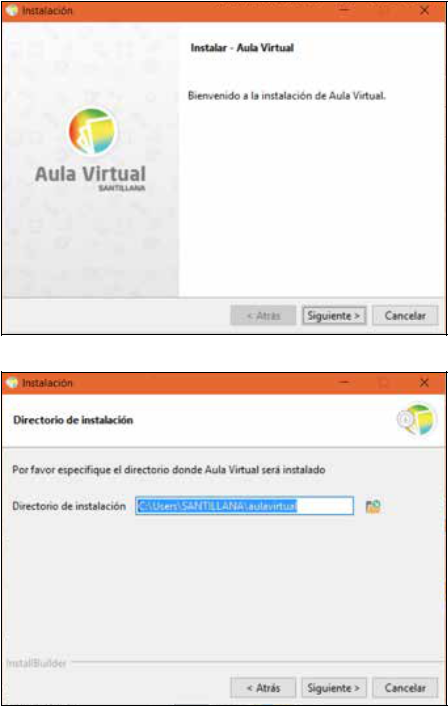 Instalación
Instalar - Aula Virtual
Bienvenido a la instalación de Aula Virtual.
Aula Virtual
SANTILLANA
< Atrás
Siguiente >
Cancelar
Instalación
Directorio de instalación
Por favor especifique el directorio donde Aula Virtual será instalado
Directorio de instalación C:\Users\SANTILLANA\aulavirtual
InstallBuilder
< Atrás
Siguiente >
Cancelar